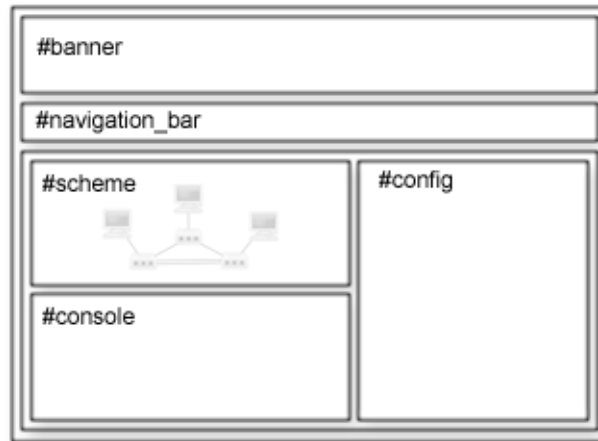 #banner
#navigation_bar
#scheme
#config
#console